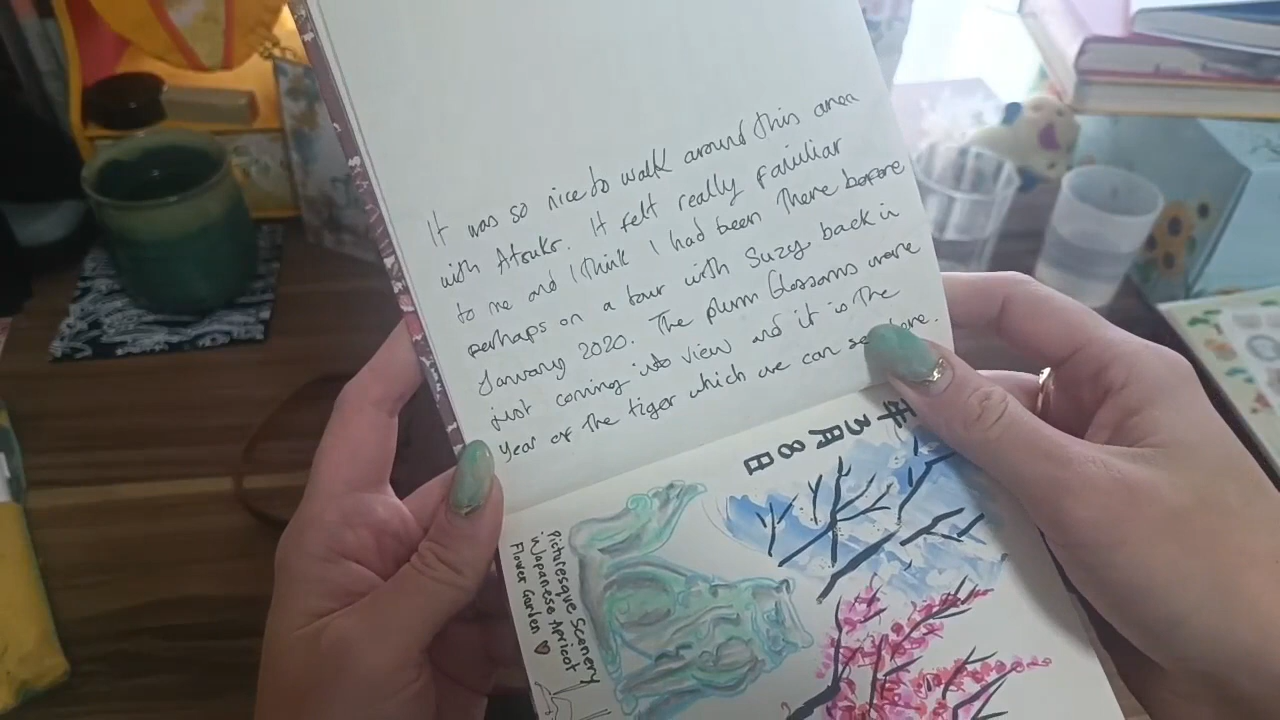 It was so nice to walk around this area
with Atsuko. It felt really familiar
to me and I think I had been there before
perhaps on a tour with Suzy back in
January 2020. The plum blossoms were
just coming into view and it is the
year of the tiger which we can see here.
年3月8日
Picturesque Scenery
Japanese Apricot
Flower Garden ♡